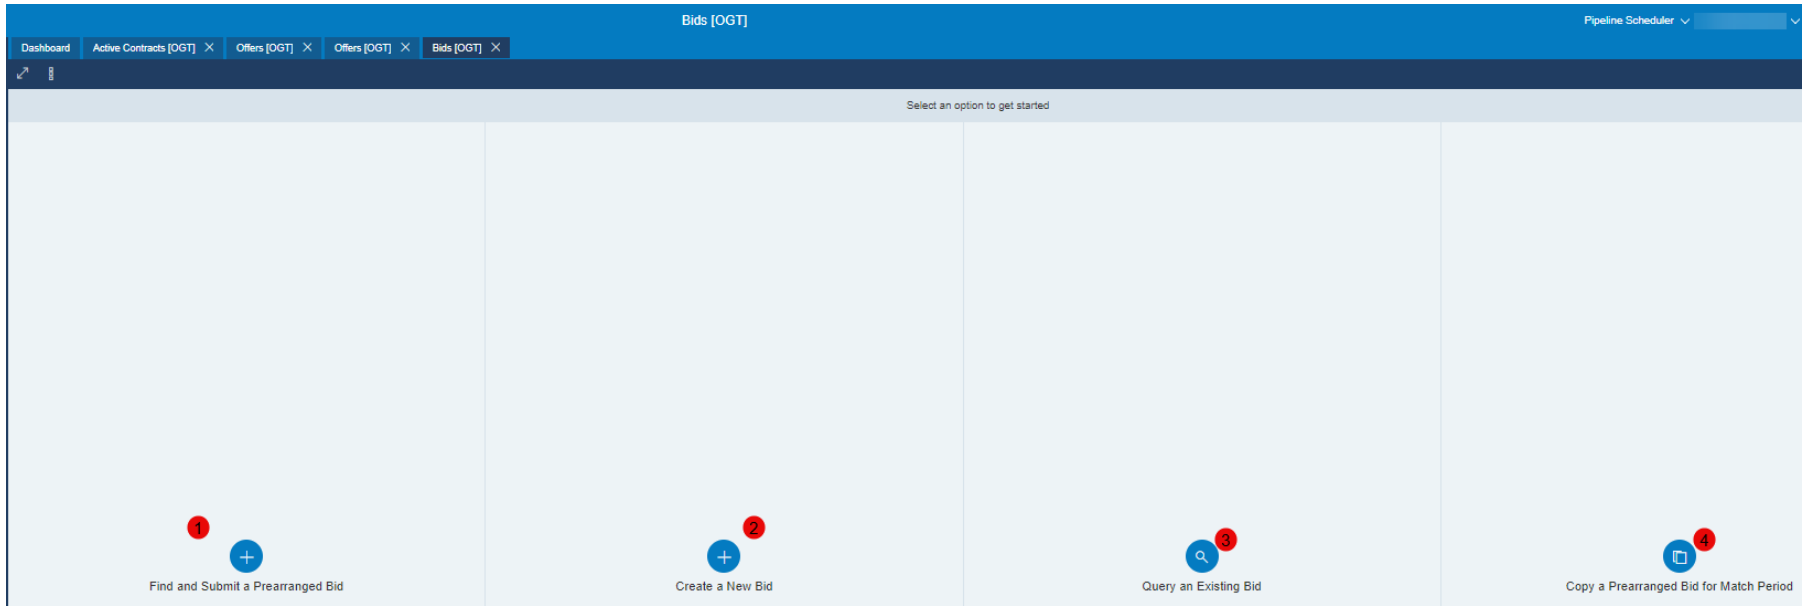 Bids [OGT]
Pipeline Scheduler
Dashboard Active Contracts [OGT] Offers [OGT] Offers [OGT] Bids [OGT]
Select an option to get started
1 2 3 4
Find and Submit a Prearranged Bid Create a New Bid Query an Existing Bid Copy a Prearranged Bid for Match Period